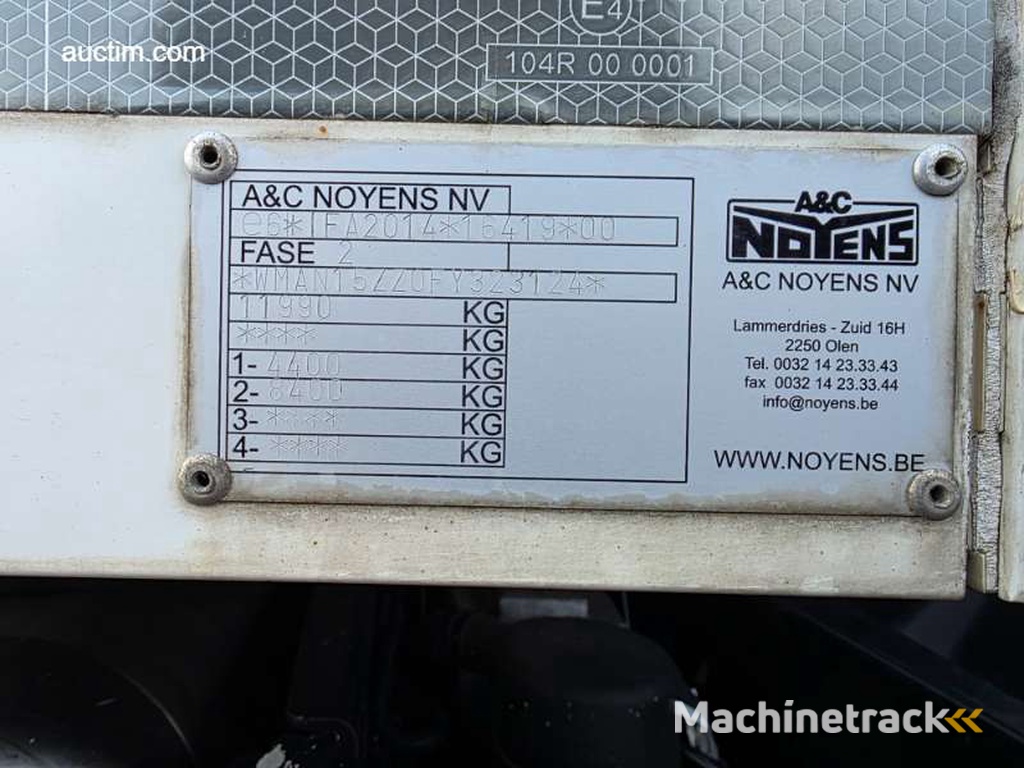 auctim.com
E4
104R 00 0001
A&C NOYENS NV
e6*IFA2014*16419*00
FASE 2
*WMAN15ZZ0FY323124*
11990 KG
**** KG
1- 4400 KG
2- 8400 KG
3- **** KG
4- **** KG
A&C
NOYENS
A&C NOYENS NV
Lammerdries - Zuid 16H
2250 Olen
Tel. 0032 14 23.33.43
fax 0032 14 23.33.44
info@noyens.be
WWW.NOYENS.BE
Machinetrack